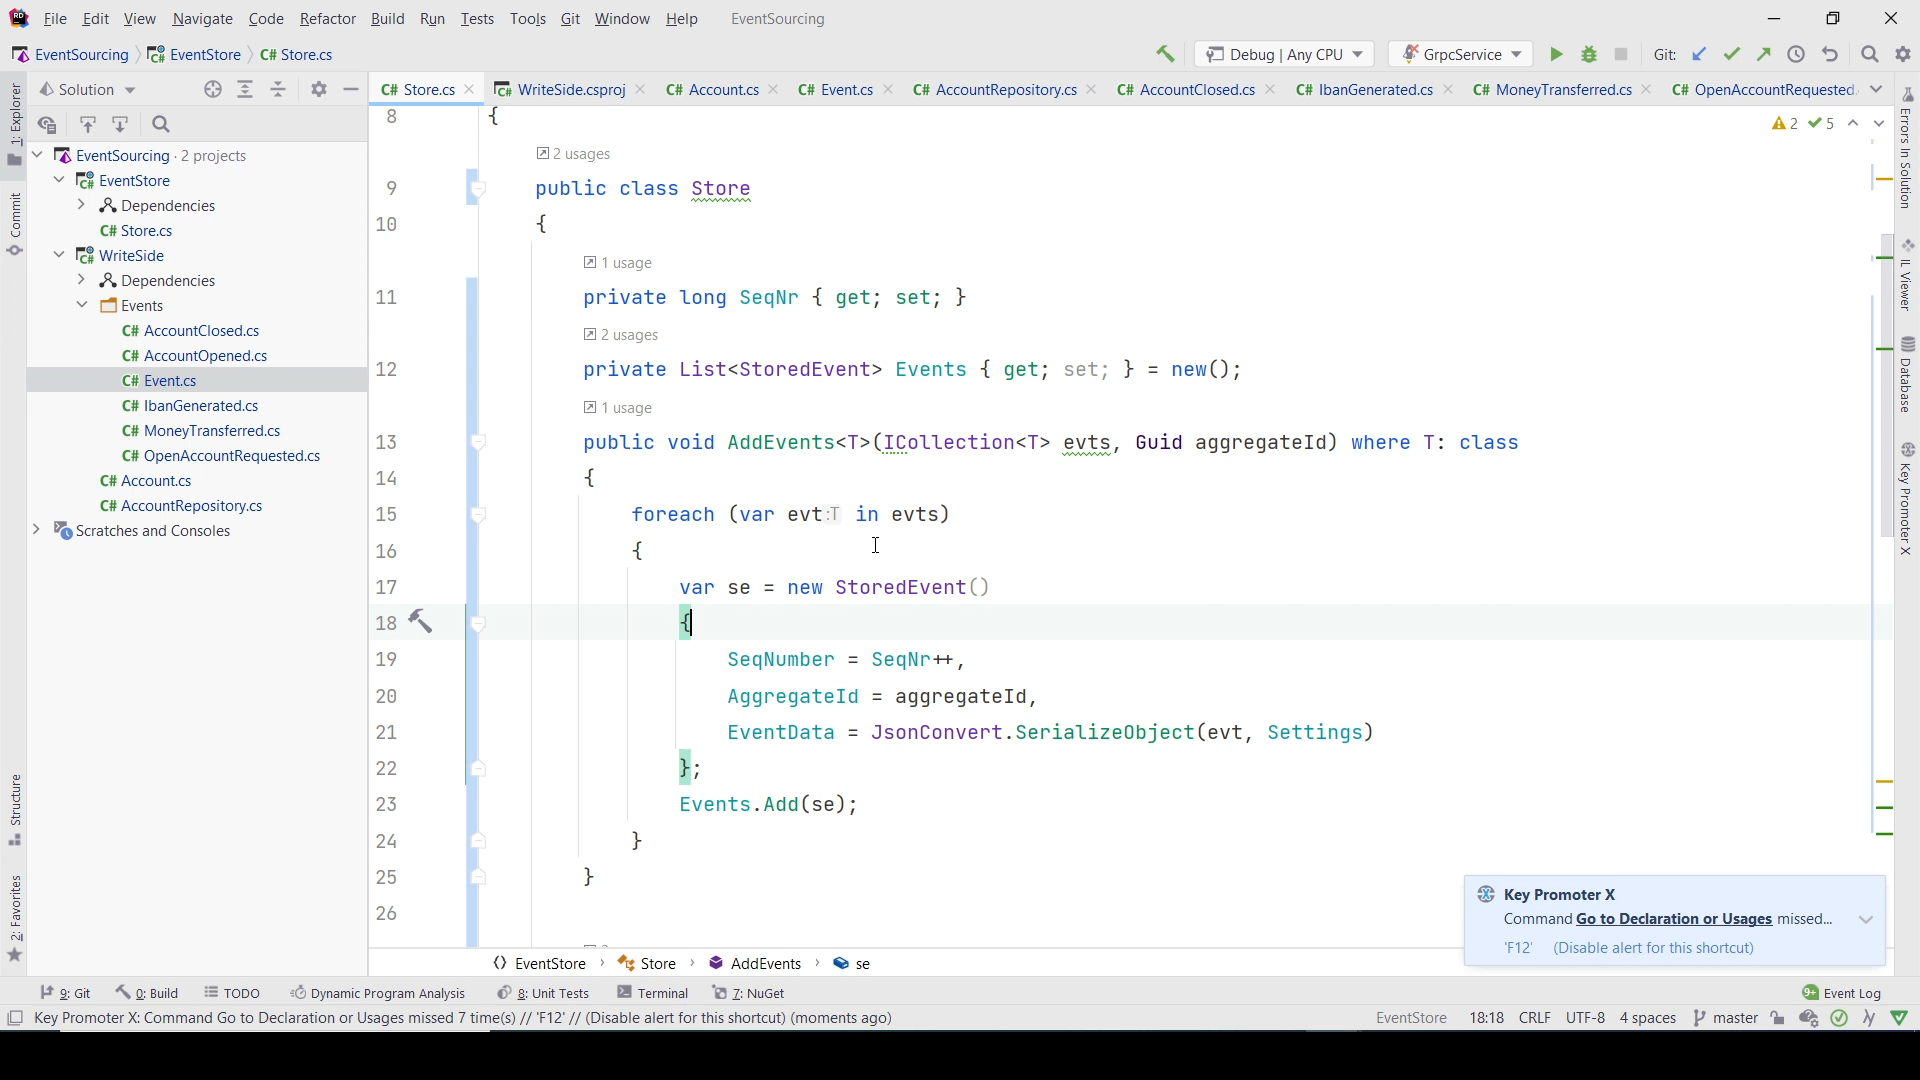 File Edit View Navigate Code Refactor Build Run Tests Tools Git Window Help EventSourcing
EventSourcing EventStore C# Store.cs Debug | Any CPU GrpcService Git:
Solution
C# Store.cs WriteSide.csproj C# Account.cs C# Event.cs C# AccountRepository.cs C# AccountClosed.cs C# IbanGenerated.cs C# MoneyTransferred.cs C# OpenAccountRequested.
1: Explorer
Commit
Structure
2: Favorites
EventSourcing · 2 projects
EventStore
Dependencies
C# Store.cs
WriteSide
Dependencies
Events
C# AccountClosed.cs
C# AccountOpened.cs
C# Event.cs
C# IbanGenerated.cs
C# MoneyTransferred.cs
C# OpenAccountRequested.cs
C# Account.cs
C# AccountRepository.cs
Scratches and Consoles
2 5
8 {
2 usages
9 public class Store
10 {
1 usage
11 private long SeqNr { get; set; }
2 usages
12 private List<StoredEvent> Events { get; set; } = new();
1 usage
13 public void AddEvents<T>(ICollection<T> evts, Guid aggregateId) where T: class
14 {
15 foreach (var evt :T in evts)
16 {
17 var se = new StoredEvent()
18 {
19 SeqNumber = SeqNr++,
20 AggregateId = aggregateId,
21 EventData = JsonConvert.SerializeObject(evt, Settings)
22 };
23 Events.Add(se);
24 }
25 }
26
Errors In Solution
IL Viewer
Database
Key Promoter X
Key Promoter X
Command Go to Declaration or Usages missed...
'F12' (Disable alert for this shortcut)
EventStore Store AddEvents se
9: Git 0: Build TODO Dynamic Program Analysis 8: Unit Tests Terminal 7: NuGet 9+ Event Log
Key Promoter X: Command Go to Declaration or Usages missed 7 time(s) // 'F12' // (Disable alert for this shortcut) (moments ago) EventStore 18:18 CRLF UTF-8 4 spaces master